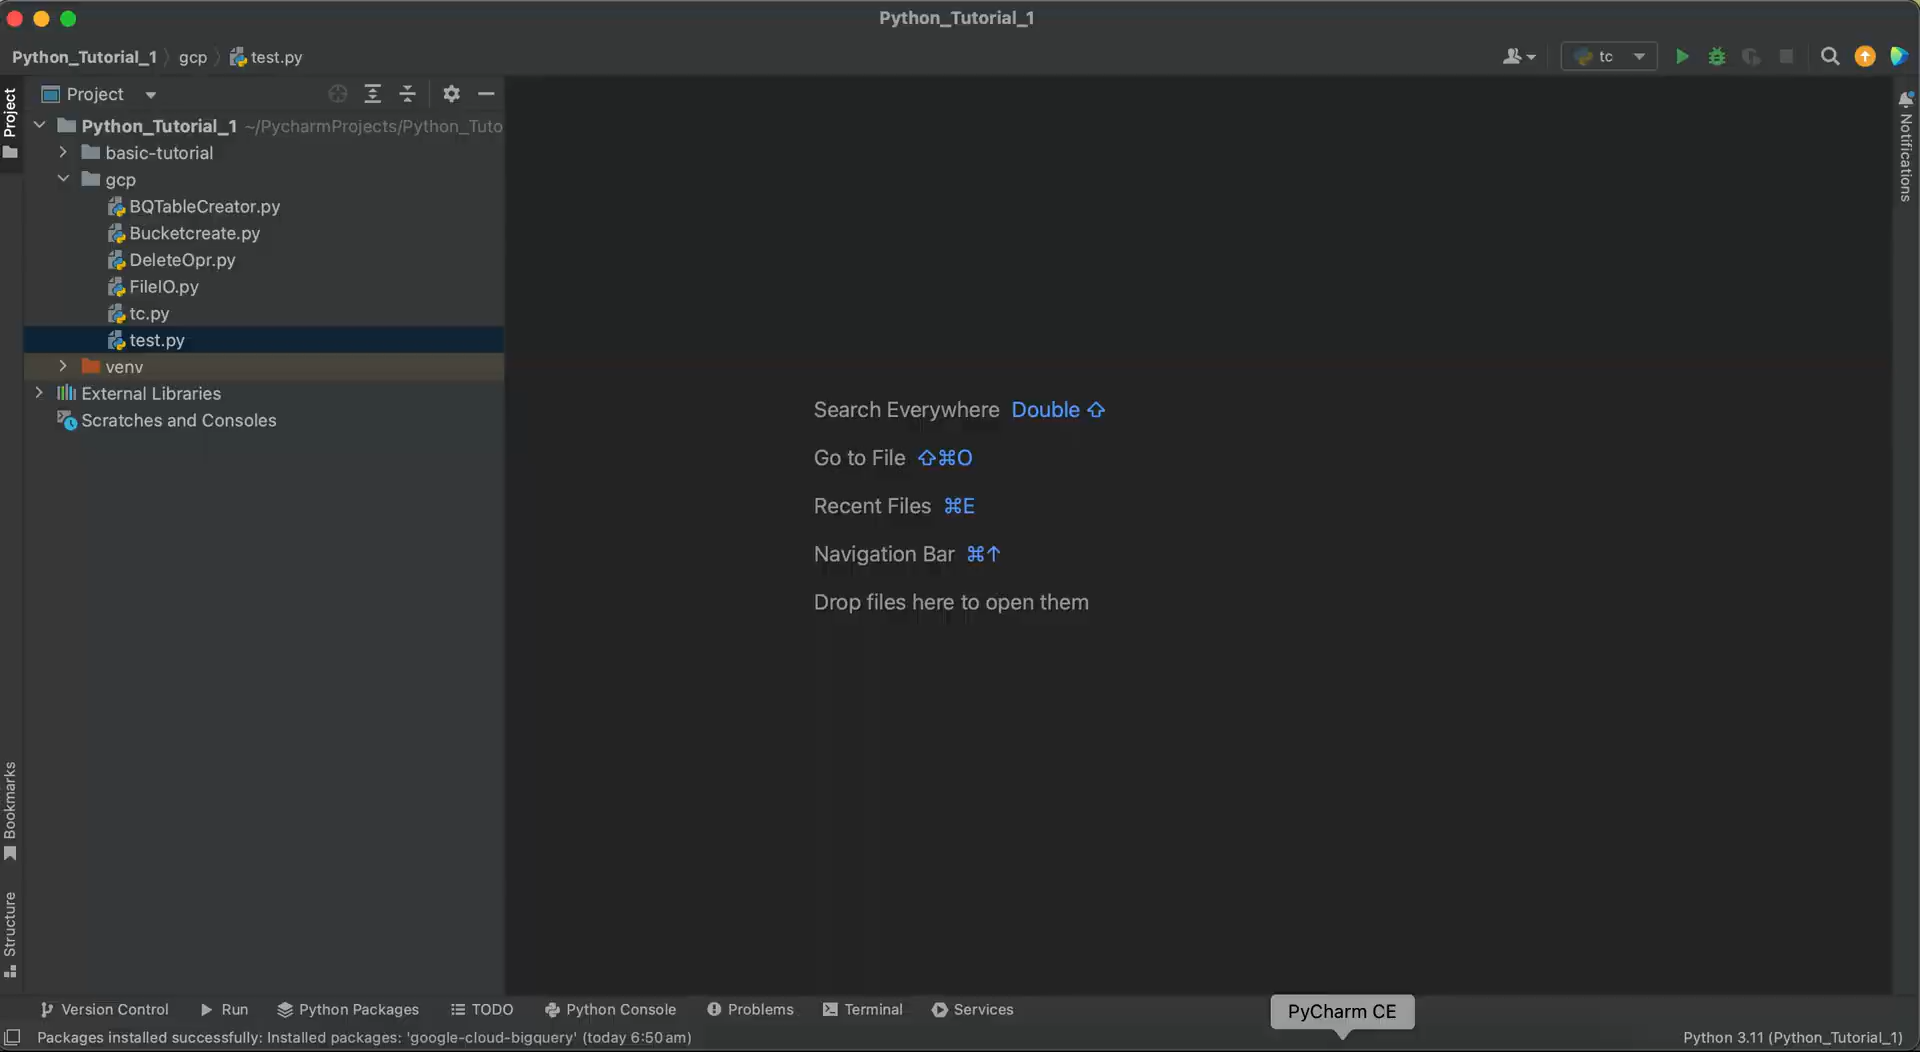 Python_Tutorial_1
Python_Tutorial_1 gcp test.py
tc
Project
Project
Python_Tutorial_1 ~/PycharmProjects/Python_Tuto
basic-tutorial
gcp
BQTableCreator.py
Bucketcreate.py
DeleteOpr.py
FileIO.py
tc.py
test.py
venv
External Libraries
Scratches and Consoles
Notifications
Search Everywhere Double ⇧
Go to File ⇧⌘O
Recent Files ⌘E
Navigation Bar ⌘↑
Drop files here to open them
Bookmarks
Structure
Version Control Run Python Packages TODO Python Console Problems Terminal Services
PyCharm CE
Packages installed successfully: Installed packages: 'google-cloud-bigquery' (today 6:50 am)
Python 3.11 (Python_Tutorial_1)